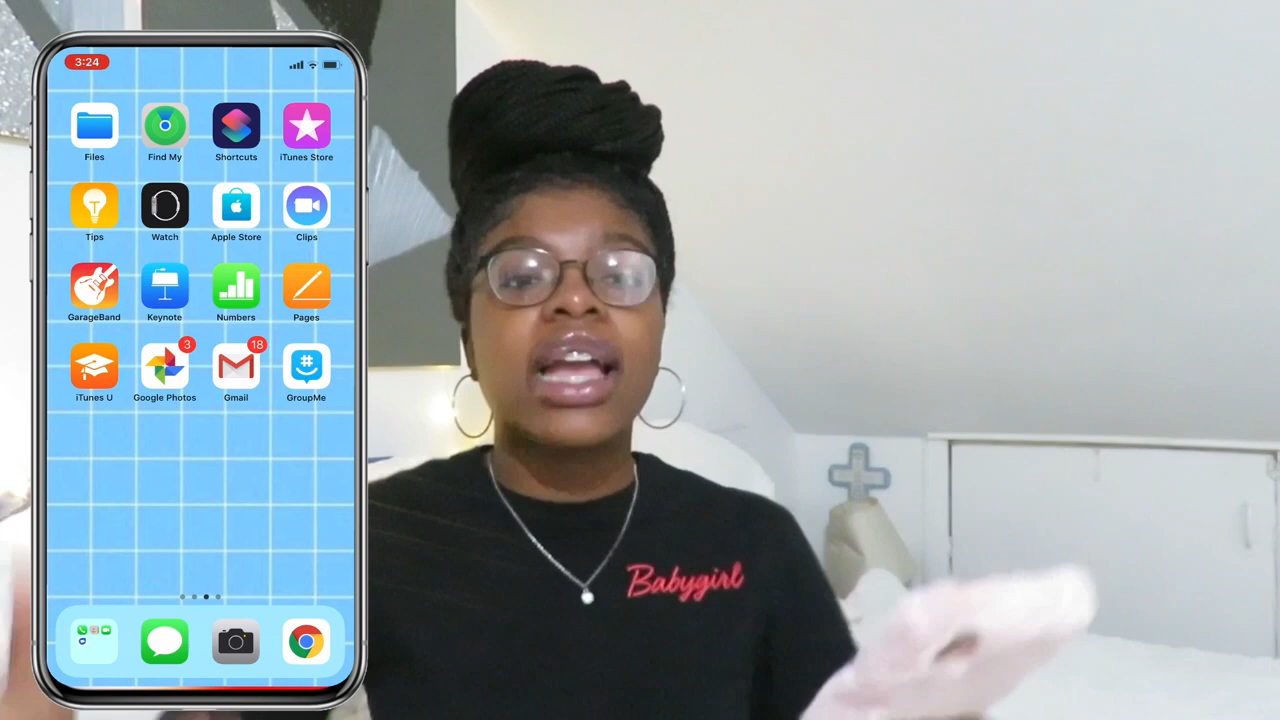 3:24
Files Find My Shortcuts iTunes Store
Tips Watch Apple Store Clips
GarageBand Keynote Numbers Pages
3 18
iTunes U Google Photos Gmail GroupMe
Babygirl